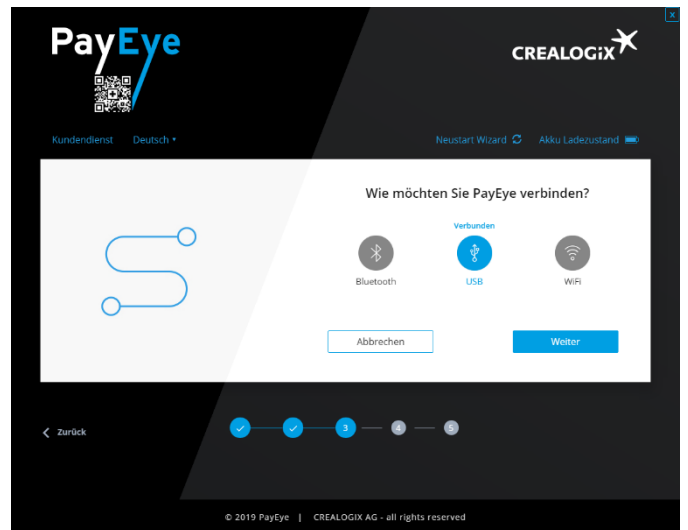 x
PayEye
CREALOGiX
Kundendienst Deutsch
Neustart Wizard Akku Ladezustand
Wie möchten Sie PayEye verbinden?
Verbunden
Bluetooth USB WiFi
Abbrechen Weiter
Zurück 3 4 5
© 2019 PayEye | CREALOGIX AG - all rights reserved